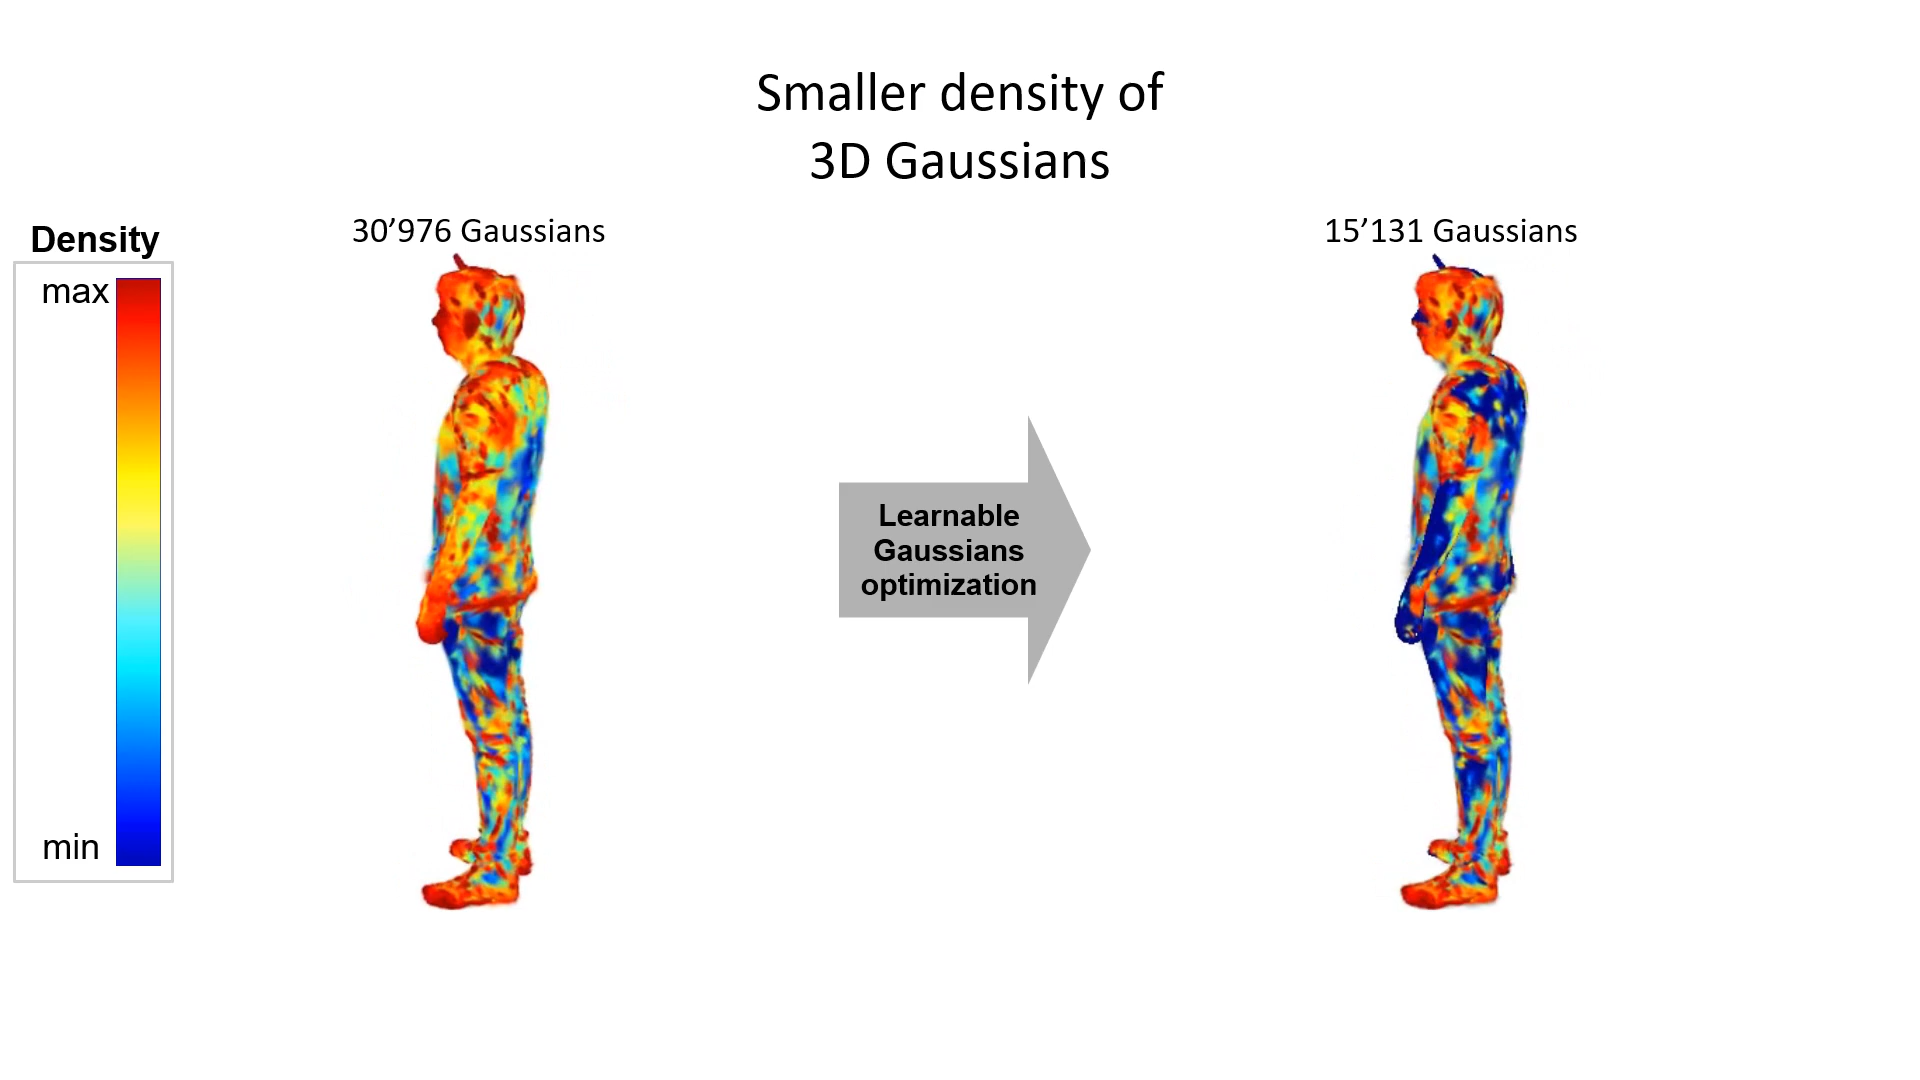 Smaller density of
3D Gaussians
30’976 Gaussians
15’131 Gaussians
Density
max
min
Learnable
Gaussians
optimization